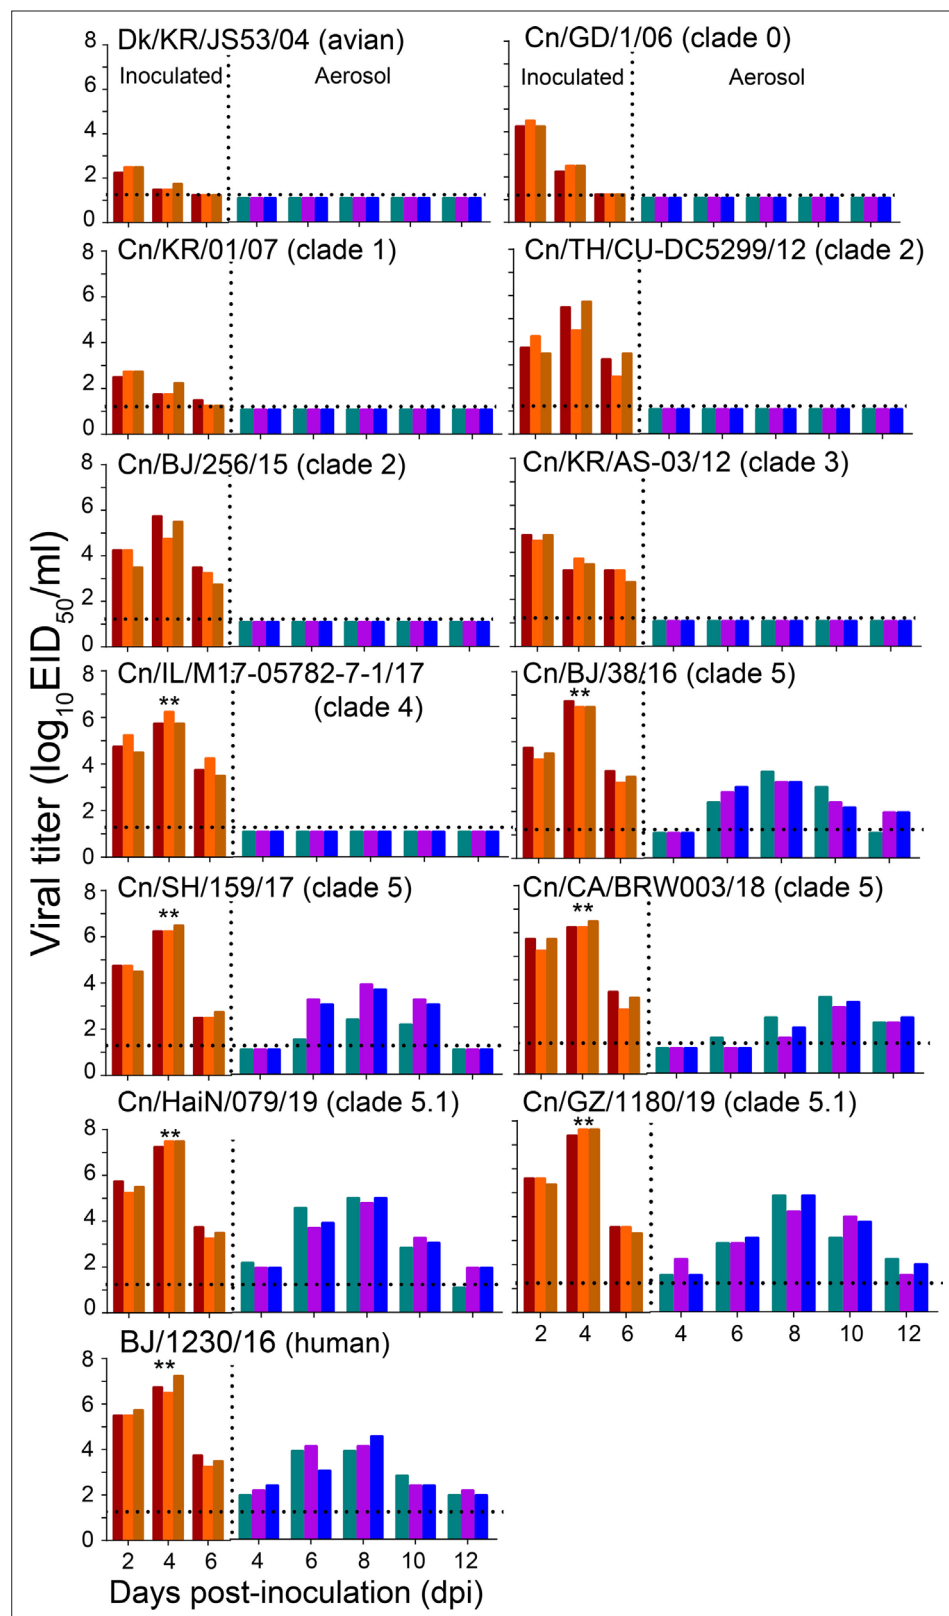 Viral titer (log10EID50/ml)
Dk/KR/JS53/04 (avian)
Inoculated Aerosol
8
6
4
2
0
Cn/GD/1/06 (clade 0)
Inoculated Aerosol
Cn/KR/01/07 (clade 1)
8
6
4
2
0
Cn/TH/CU-DC5299/12 (clade 2)
Cn/BJ/256/15 (clade 2)
8
6
4
2
0
Cn/KR/AS-03/12 (clade 3)
Cn/IL/M17-05782-7-1/17
(clade 4)
**
8
6
4
2
0
Cn/BJ/38/16 (clade 5)
**
Cn/SH/159/17 (clade 5)
**
8
6
4
2
0
Cn/CA/BRW003/18 (clade 5)
**
Cn/HaiN/079/19 (clade 5.1)
**
8
6
4
2
0
Cn/GZ/1180/19 (clade 5.1)
**
2 4 6 4 6 8 10 12
BJ/1230/16 (human)
**
8
6
4
2
0
2 4 6 4 6 8 10 12
Days post-inoculation (dpi)